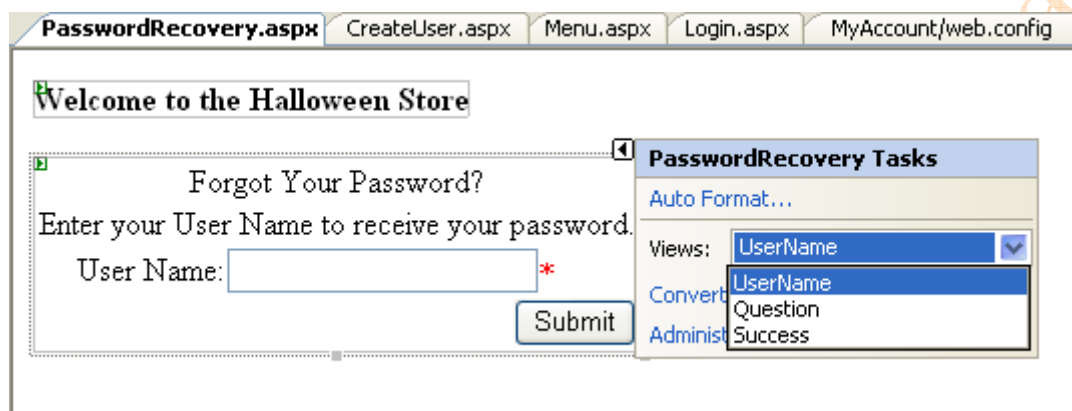 PasswordRecovery.aspx CreateUser.aspx Menu.aspx Login.aspx MyAccount/web.config
Welcome to the Halloween Store
Forgot Your Password?
Enter your User Name to receive your password.
User Name: *
Submit
PasswordRecovery Tasks
Auto Format...
Views: UserName
UserName
Question
Success
Convert
Administ